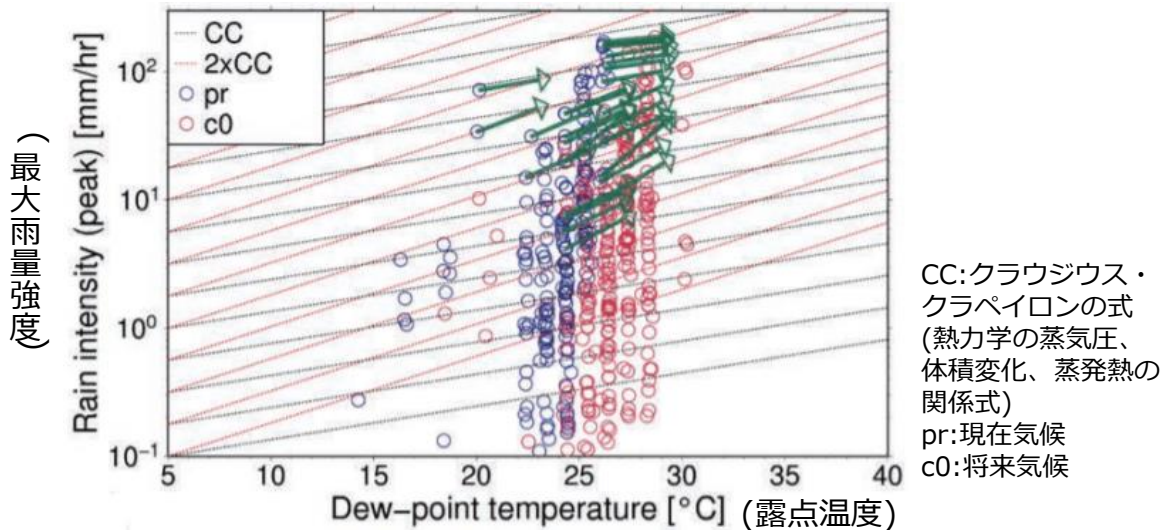 CC
2xCC
pr
c0
(最大雨量強度)
Rain intensity (peak) [mm/hr]
10²
10¹
10⁰
10⁻¹
5 10 15 20 25 30 35 40
Dew-point temperature [°C] (露点温度)
CC:クラウジウス・
クラペイロンの式
(熱力学の蒸気圧、
体積変化、蒸発熱の
関係式)
pr:現在気候
c0:将来気候